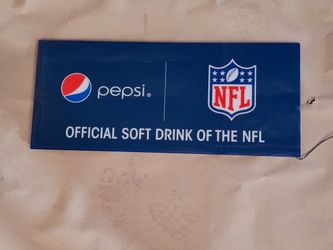 pepsi®
NFL
OFFICIAL SOFT DRINK OF THE NFL